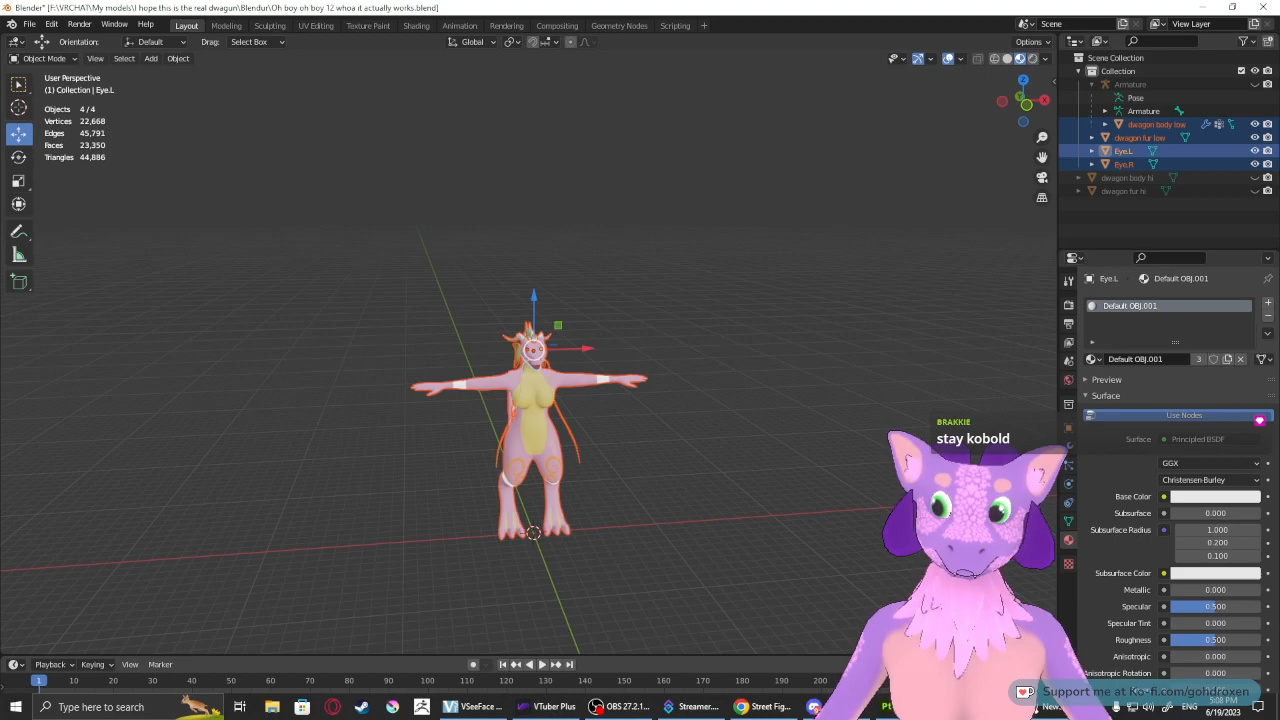 Blender* [F:\VRCHAT\My models\I hope this is the real dwagon\Blendur\Oh boy oh boy 12 whoa it actually works.blend]
File Edit Render Window Help Layout Modeling Sculpting UV Editing Texture Paint Shading Animation Rendering Compositing Geometry Nodes Scripting + Scene View Layer
Orientation: Default Drag: Select Box Global Options
Object Mode View Select Add Object
User Perspective
(1) Collection | Eye.L
Objects 4 / 4
Vertices 22,668
Edges 45,791
Faces 23,350
Triangles 44,886
Z
X
Y
Scene Collection
Collection
Armature
Pose
Armature
dwagon body low
dwagon fur low
Eye.L
Eye.R
dwagon body hi
dwagon fur hi
Eye.L Default OBJ.001
Default OBJ.001
Default OBJ.001 3
Preview
Surface
Use Nodes
Surface Principled BSDF
GGX
Christensen-Burley
Base Color
Subsurface 0.000
Subsurface Radius 1.000
0.200
0.100
Subsurface Color
Metallic 0.000
Specular 0.500
Specular Tint 0.000
Roughness 0.500
Anisotropic 0.000
Anisotropic Rotation 0.000
BRAKKIE
stay kobold
Support me at Ko-fi.com/gohdroxen
Playback Keying View Marker
1 10 20 30 40 50 60 70 80 90 100 110 120 130 140 150 160 170 180 190 200
Type here to search
VSeeFace
VTuber Plus
OBS 27.2.1
Streamer....
Street Fig...
Pt
5:08 PM
6/19/2023